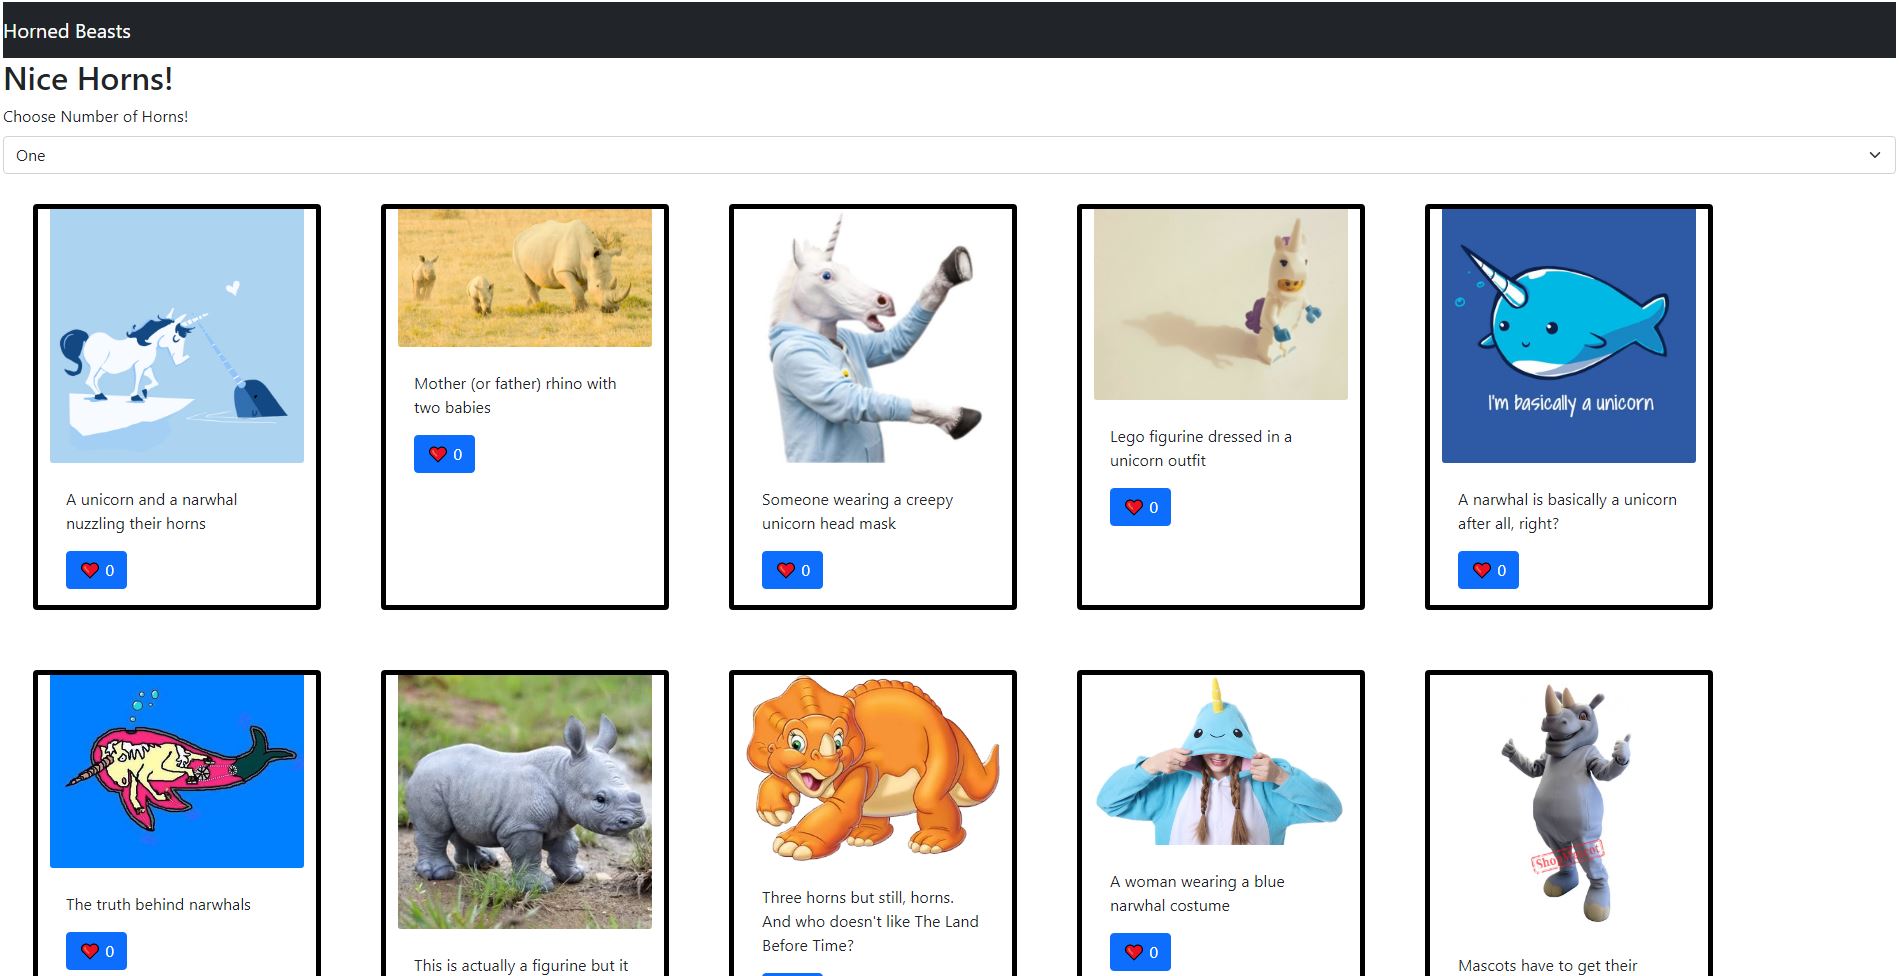 Horned Beasts
Nice Horns!
Choose Number of Horns!
One
I'm basically a unicorn
A unicorn and a narwhal
nuzzling their horns
0
Mother (or father) rhino with
two babies
0
Someone wearing a creepy
unicorn head mask
0
Lego figurine dressed in a
unicorn outfit
0
A narwhal is basically a unicorn
after all, right?
0
The truth behind narwhals
0
This is actually a figurine but it
Three horns but still, horns.
And who doesn't like The Land
Before Time?
A woman wearing a blue
narwhal costume
0
Mascots have to get their